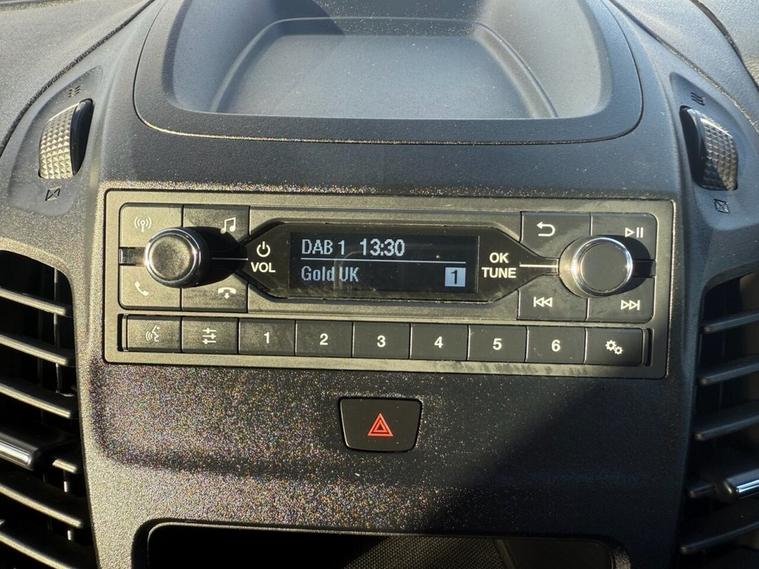 DAB 1 13:30
Gold UK 1
VOL
OK
TUNE
1 2 3 4 5 6